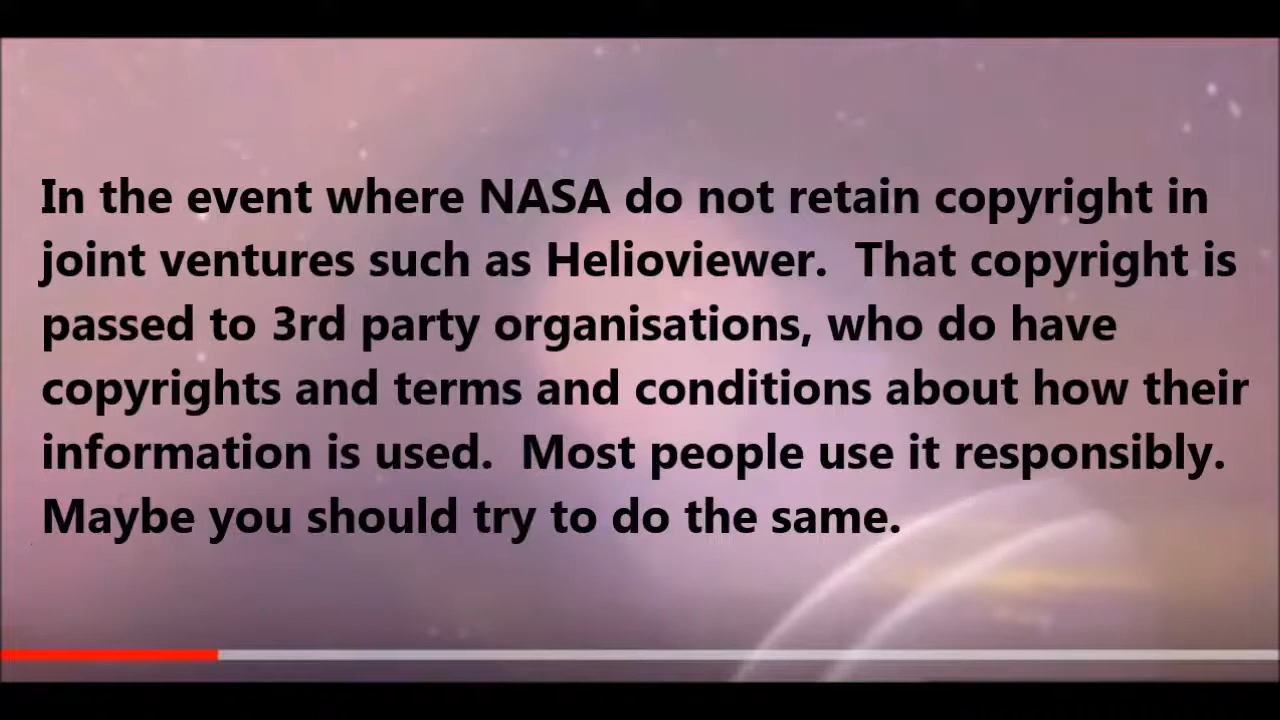 In the event where NASA do not retain copyright in
joint ventures such as Helioviewer.  That copyright is
passed to 3rd party organisations, who do have
copyrights and terms and conditions about how their
information is used.  Most people use it responsibly.
Maybe you should try to do the same.